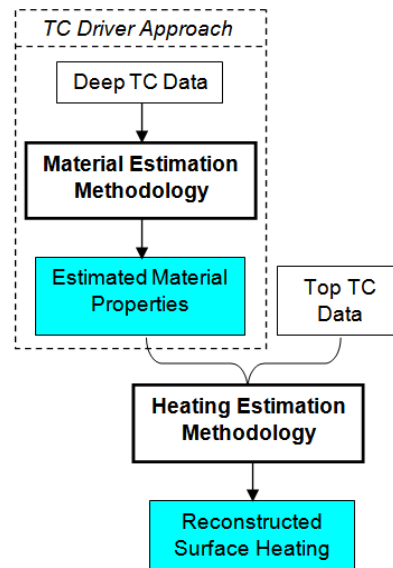 TC Driver Approach
Deep TC Data
Material Estimation
Methodology
Estimated Material
Properties
Top TC
Data
Heating Estimation
Methodology
Reconstructed
Surface Heating